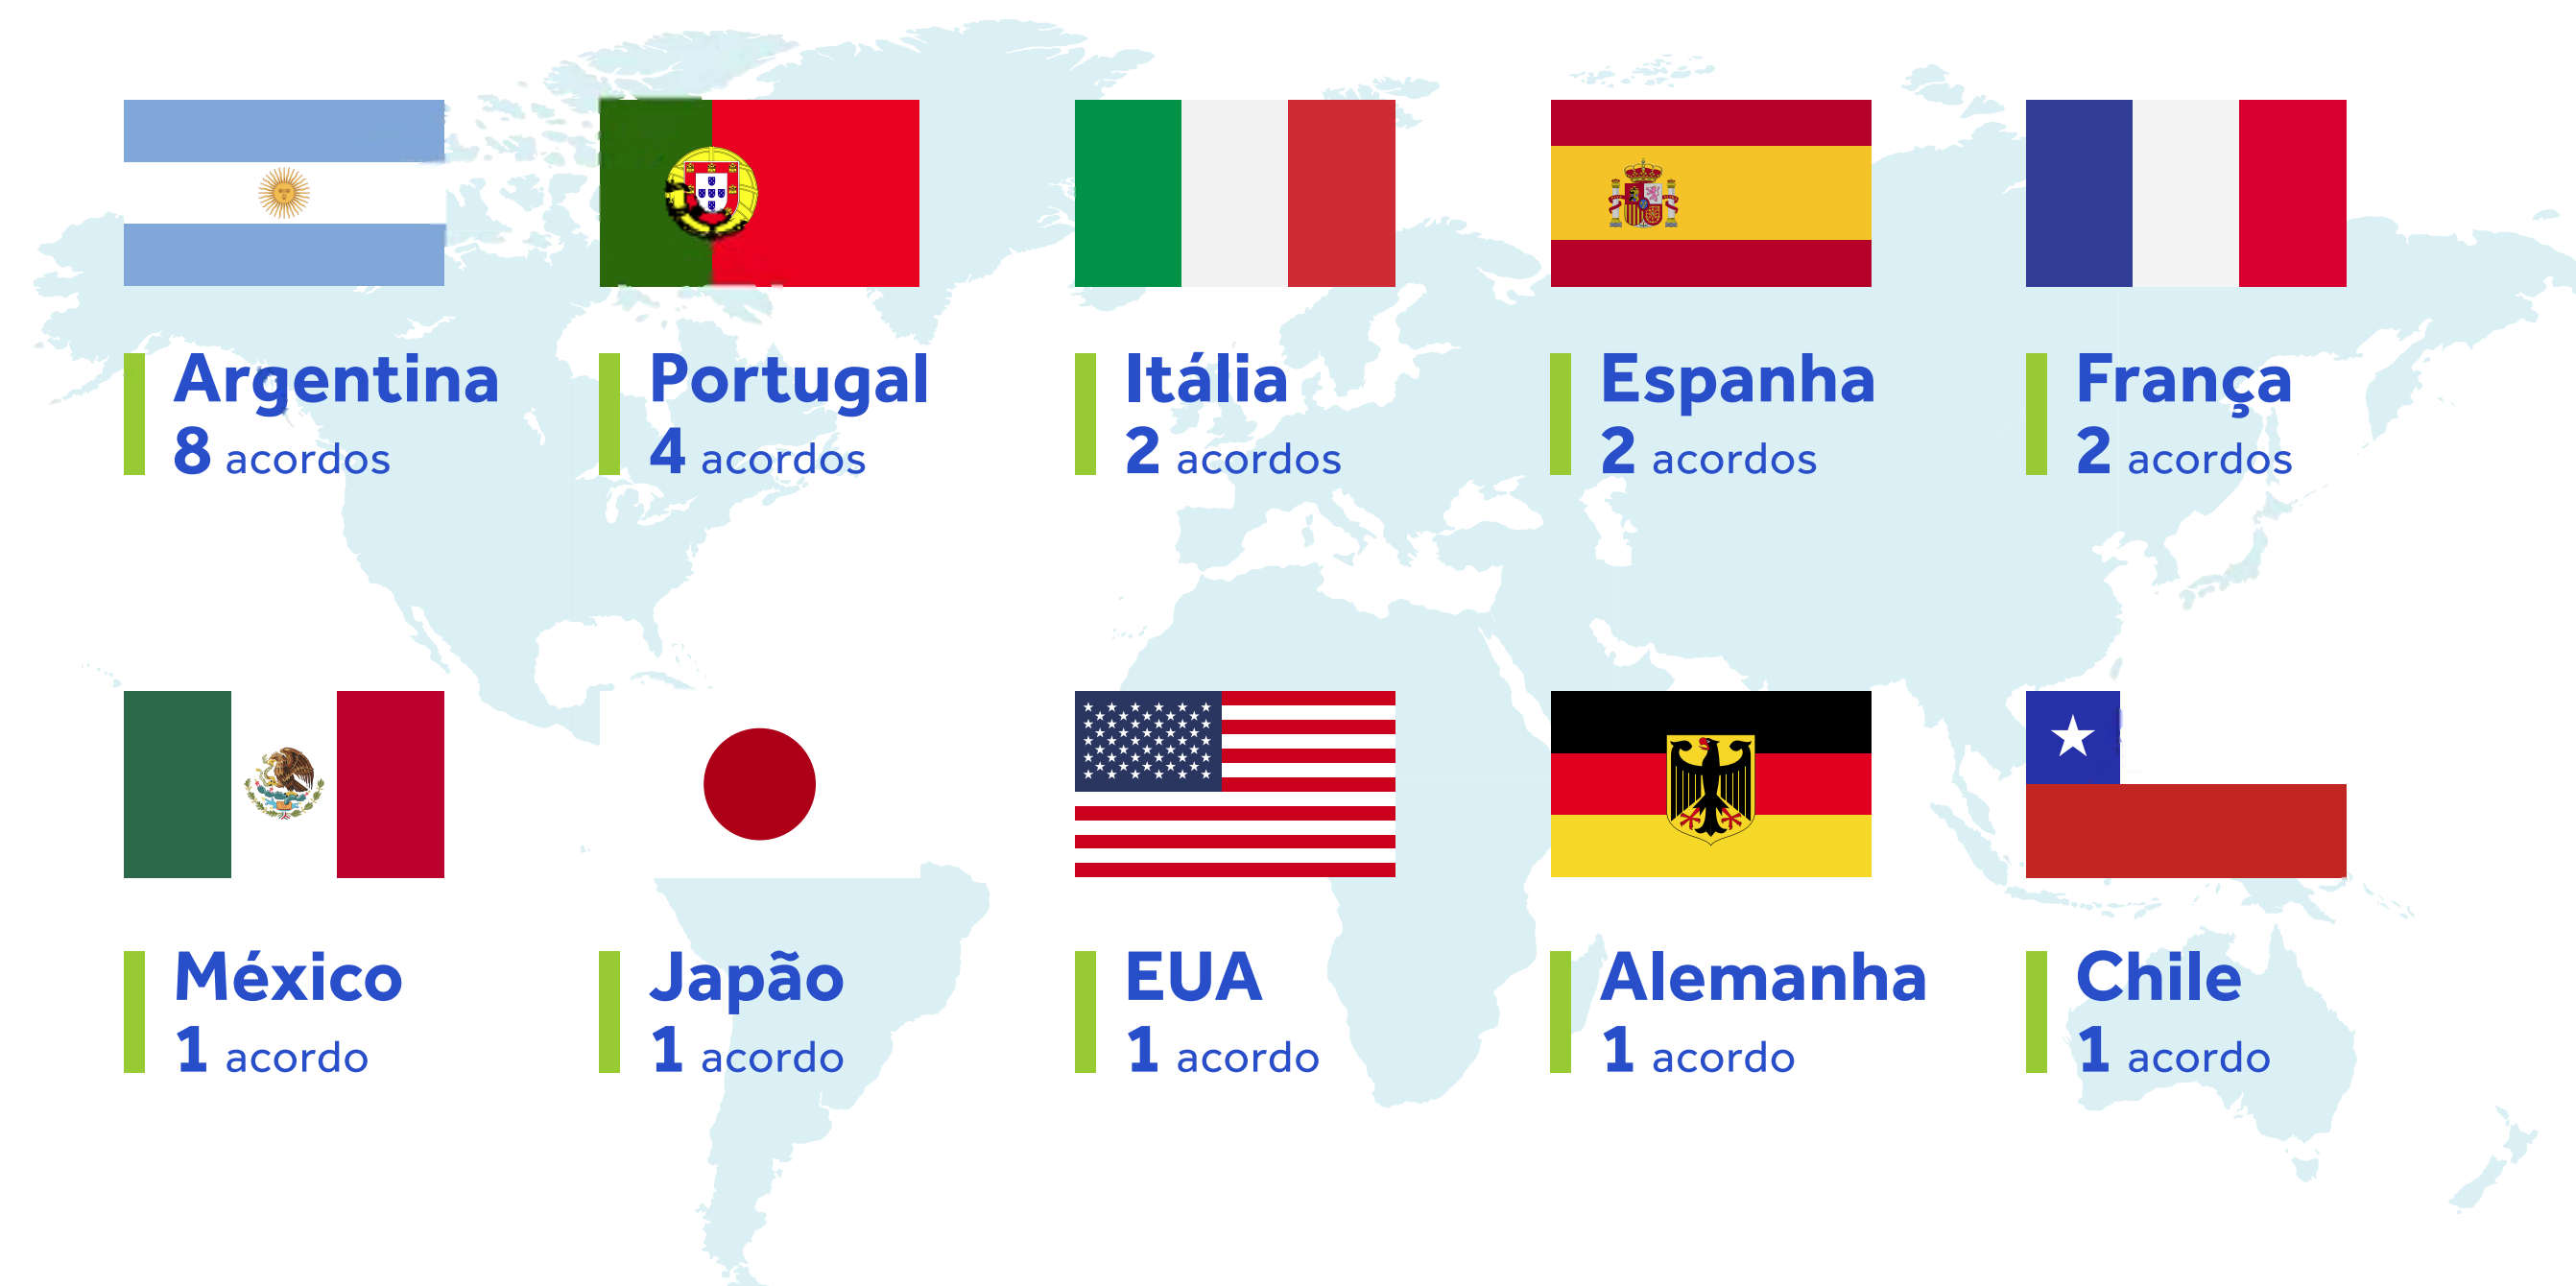 Argentina
8 acordos
Portugal
4 acordos
Itália
2 acordos
Espanha
2 acordos
França
2 acordos
México
1 acordo
Japão
1 acordo
EUA
1 acordo
Alemanha
1 acordo
Chile
1 acordo